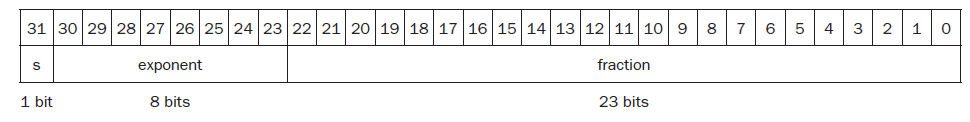 31 30 29 28 27 26 25 24 23 22 21 20 19 18 17 16 15 14 13 12 11 10 9 8 7 6 5 4 3 2 1 0
s exponent fraction
1 bit 8 bits 23 bits